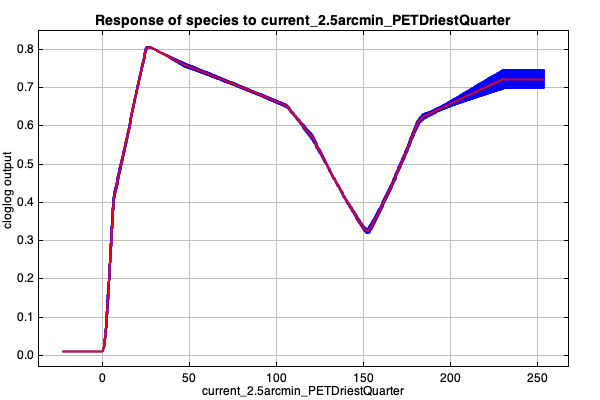 Response of species to current_2.5arcmin_PETDriestQuarter
0.8
0.7
0.6
0.5
0.4
0.3
0.2
0.1
0.0
cloglog output
0 50 100 150 200 250
current_2.5arcmin_PETDriestQuarter